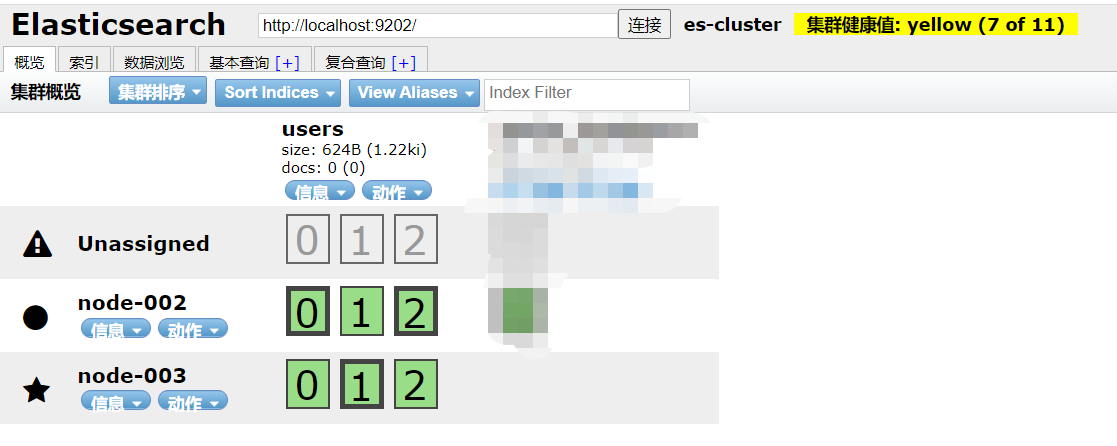 Elasticsearch http://localhost:9202/ 连接 es-cluster 集群健康值: yellow (7 of 11)
概览 索引 数据浏览 基本查询 [+] 复合查询 [+]
集群概览 集群排序 Sort Indices View Aliases Index Filter
users
size: 624B (1.22ki)
docs: 0 (0)
信息 动作
Unassigned 0 1 2
node-002 0 1 2
信息 动作
node-003 0 1 2
信息 动作